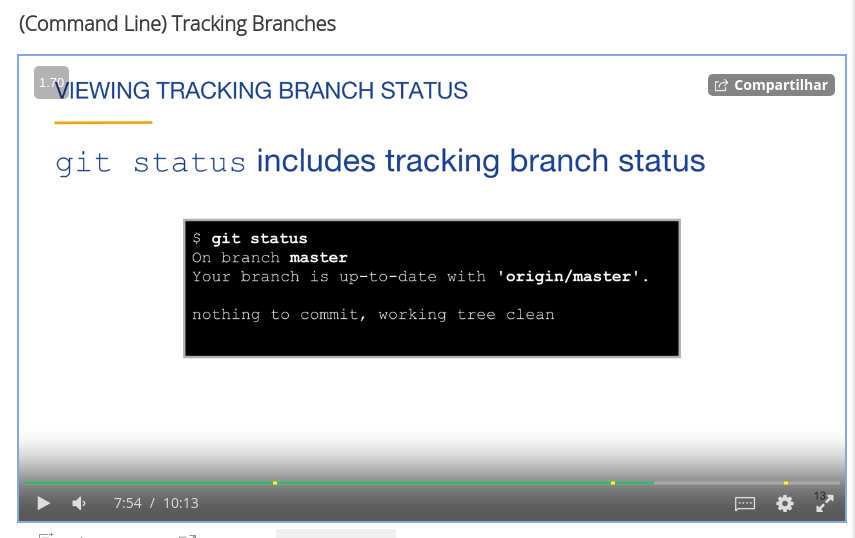 (Command Line) Tracking Branches
1.70
VIEWING TRACKING BRANCH STATUS
Compartilhar
git status includes tracking branch status
$ git status
On branch master
Your branch is up-to-date with 'origin/master'.
nothing to commit, working tree clean
7:54 / 10:13
13